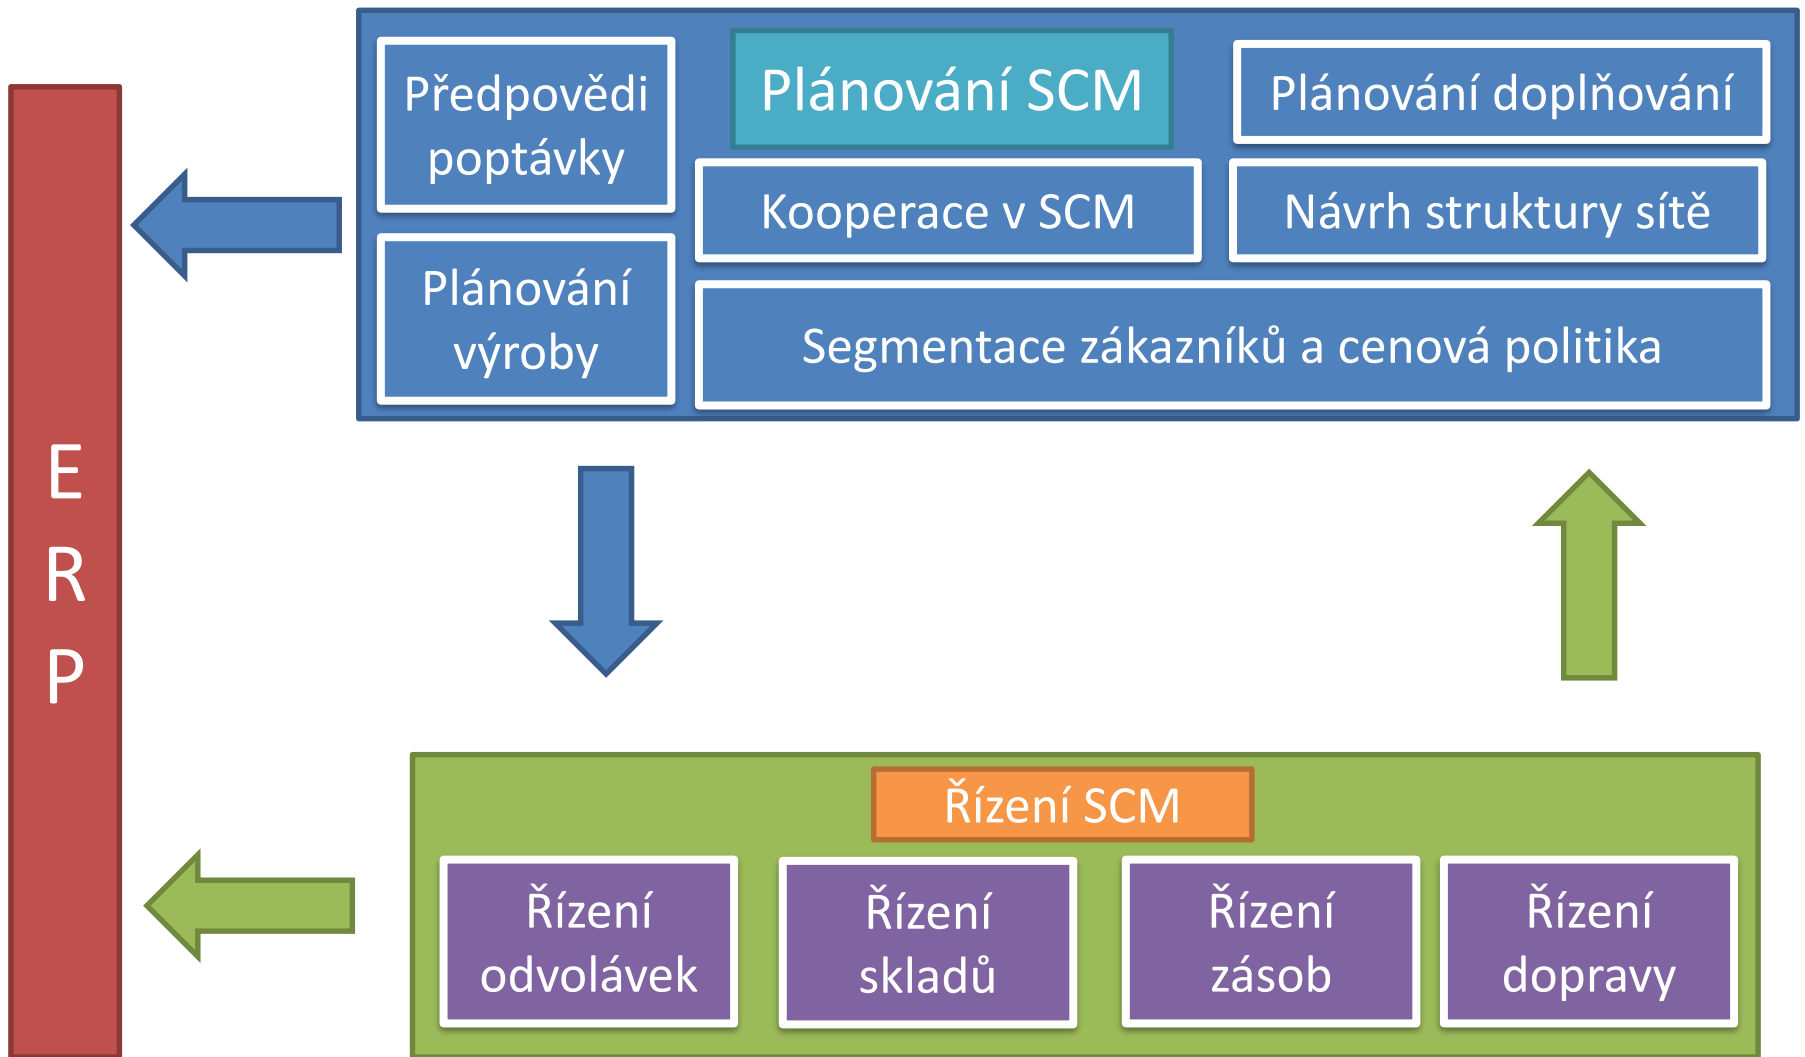 E
R
P
Předpovědi
poptávky
Plánování SCM
Plánování doplňování
Kooperace v SCM
Návrh struktury sítě
Plánování
výroby
Segmentace zákazníků a cenová politika
Řízení SCM
Řízení
odvolávek
Řízení
skladů
Řízení
zásob
Řízení
dopravy